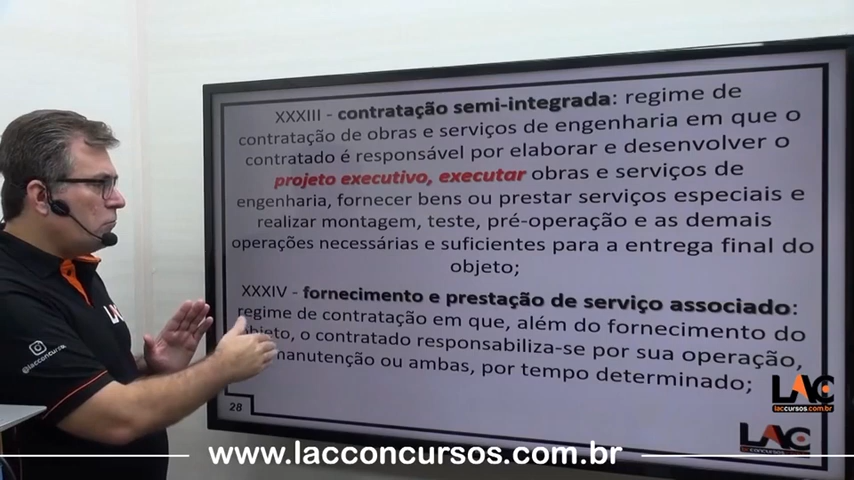 XXXIII - contratação semi-integrada: regime de
contratação de obras e serviços de engenharia em que o
contratado é responsável por elaborar e desenvolver o
projeto executivo, executar obras e serviços de
engenharia, fornecer bens ou prestar serviços especiais e
realizar montagem, teste, pré-operação e as demais
operações necessárias e suficientes para a entrega final do
objeto;
XXXIV - fornecimento e prestação de serviço associado:
regime de contratação em que, além do fornecimento do
objeto, o contratado responsabiliza-se por sua operação,
manutenção ou ambas, por tempo determinado;
28
LAC
laccursos.com.br
LAC
LAC
@lacconcursos
www.lacconcursos.com.br